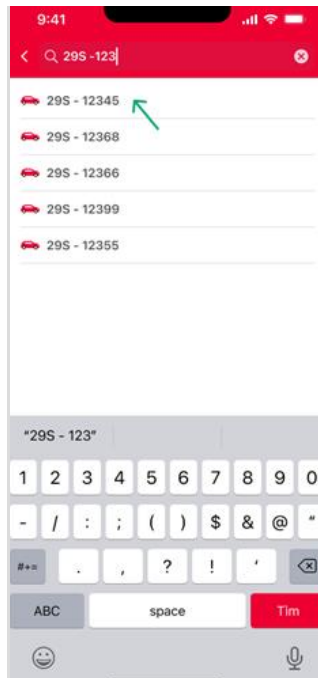 9:41
29S -123
29S - 12345
29S - 12368
29S - 12366
29S - 12399
29S - 12355
"29S - 123"
1 2 3 4 5 6 7 8 9 0
- / : ; ( ) $ & @ "
#+= . , ? ! '
ABC space Tìm